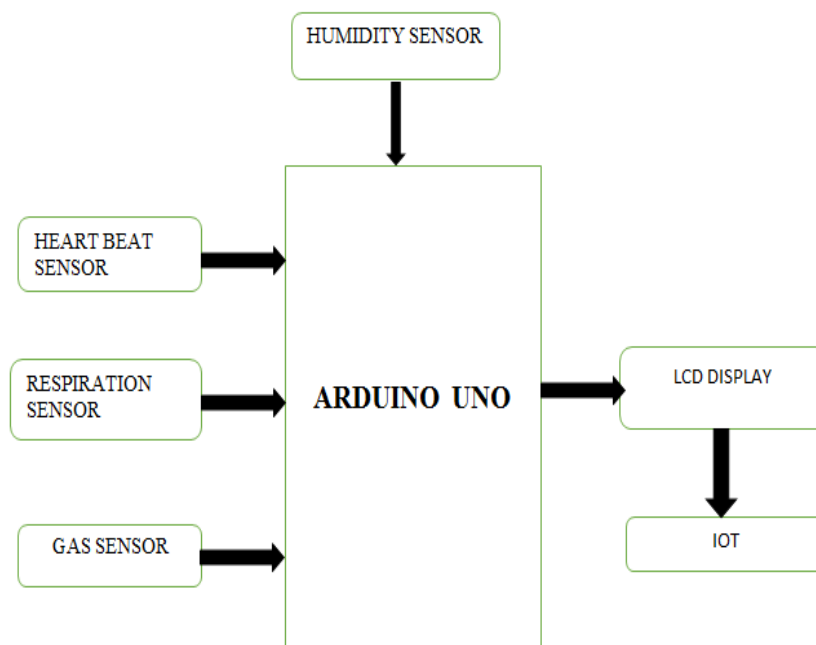 HUMIDITY SENSOR
HEART BEAT
SENSOR
RESPIRATION
SENSOR
GAS SENSOR
ARDUINO UNO
LCD DISPLAY
IOT